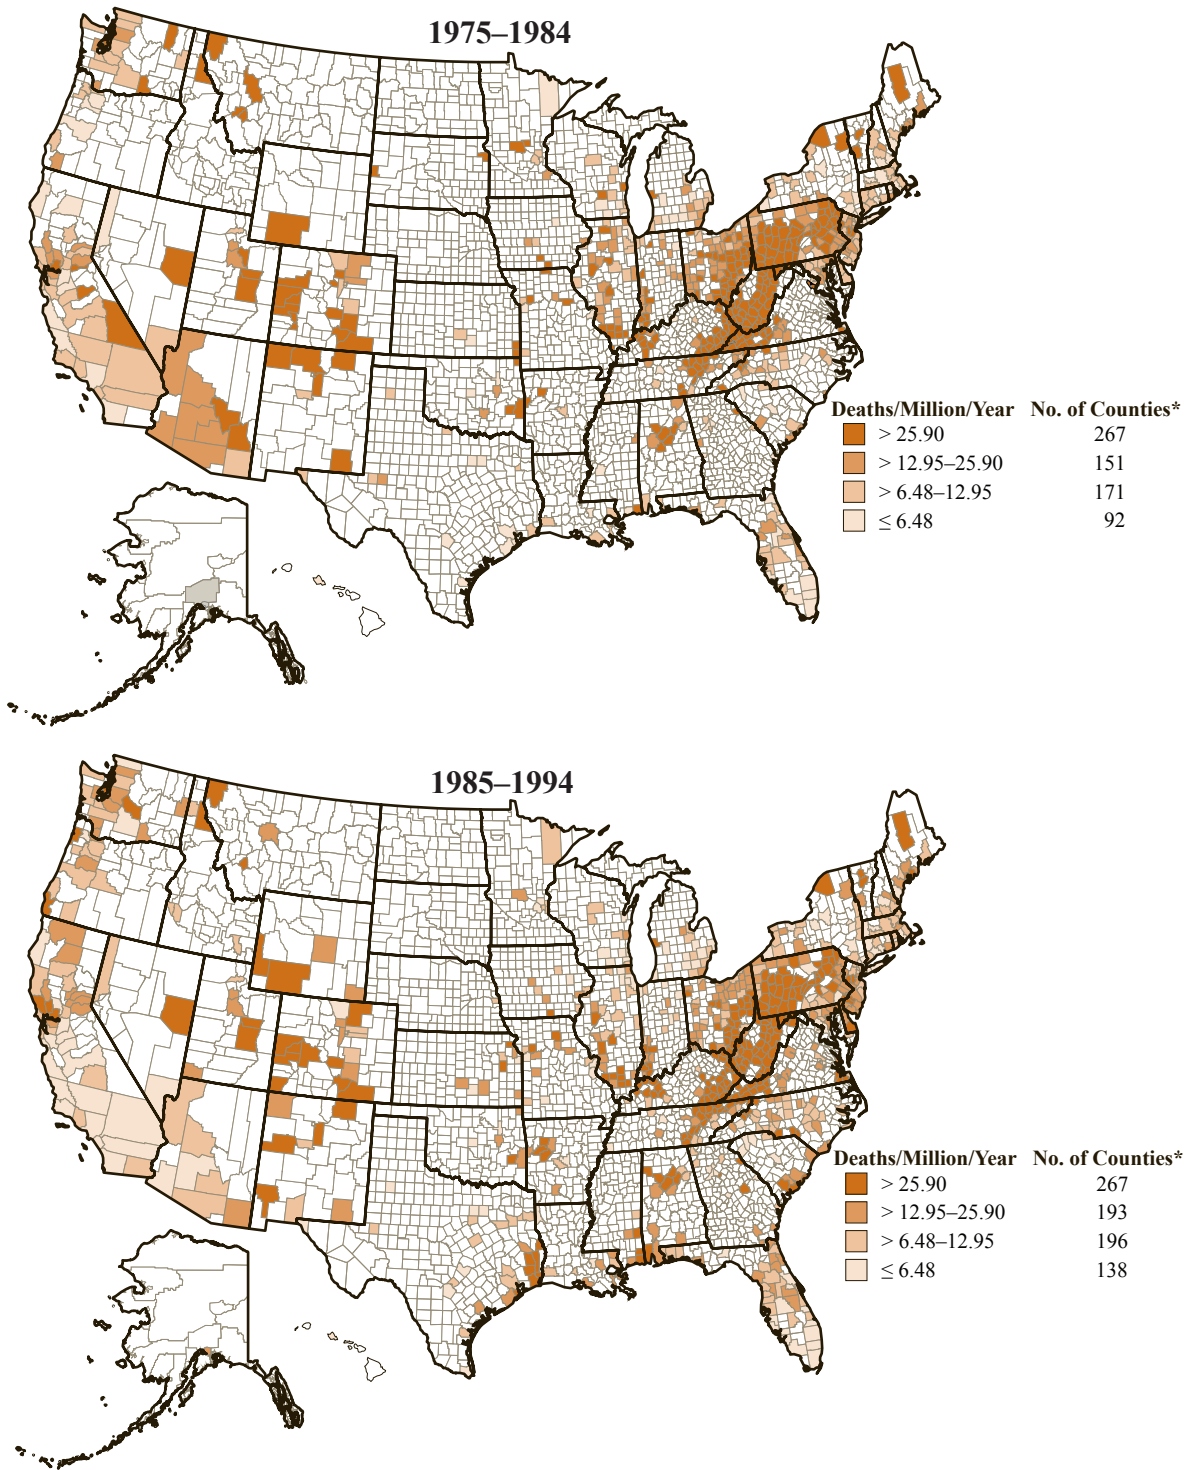 1975–1984
Deaths/Million/Year No. of Counties*
> 25.90 267
> 12.95–25.90 151
> 6.48–12.95 171
≤ 6.48 92
1985–1994
Deaths/Million/Year No. of Counties*
> 25.90 267
> 12.95–25.90 193
> 6.48–12.95 196
≤ 6.48 138